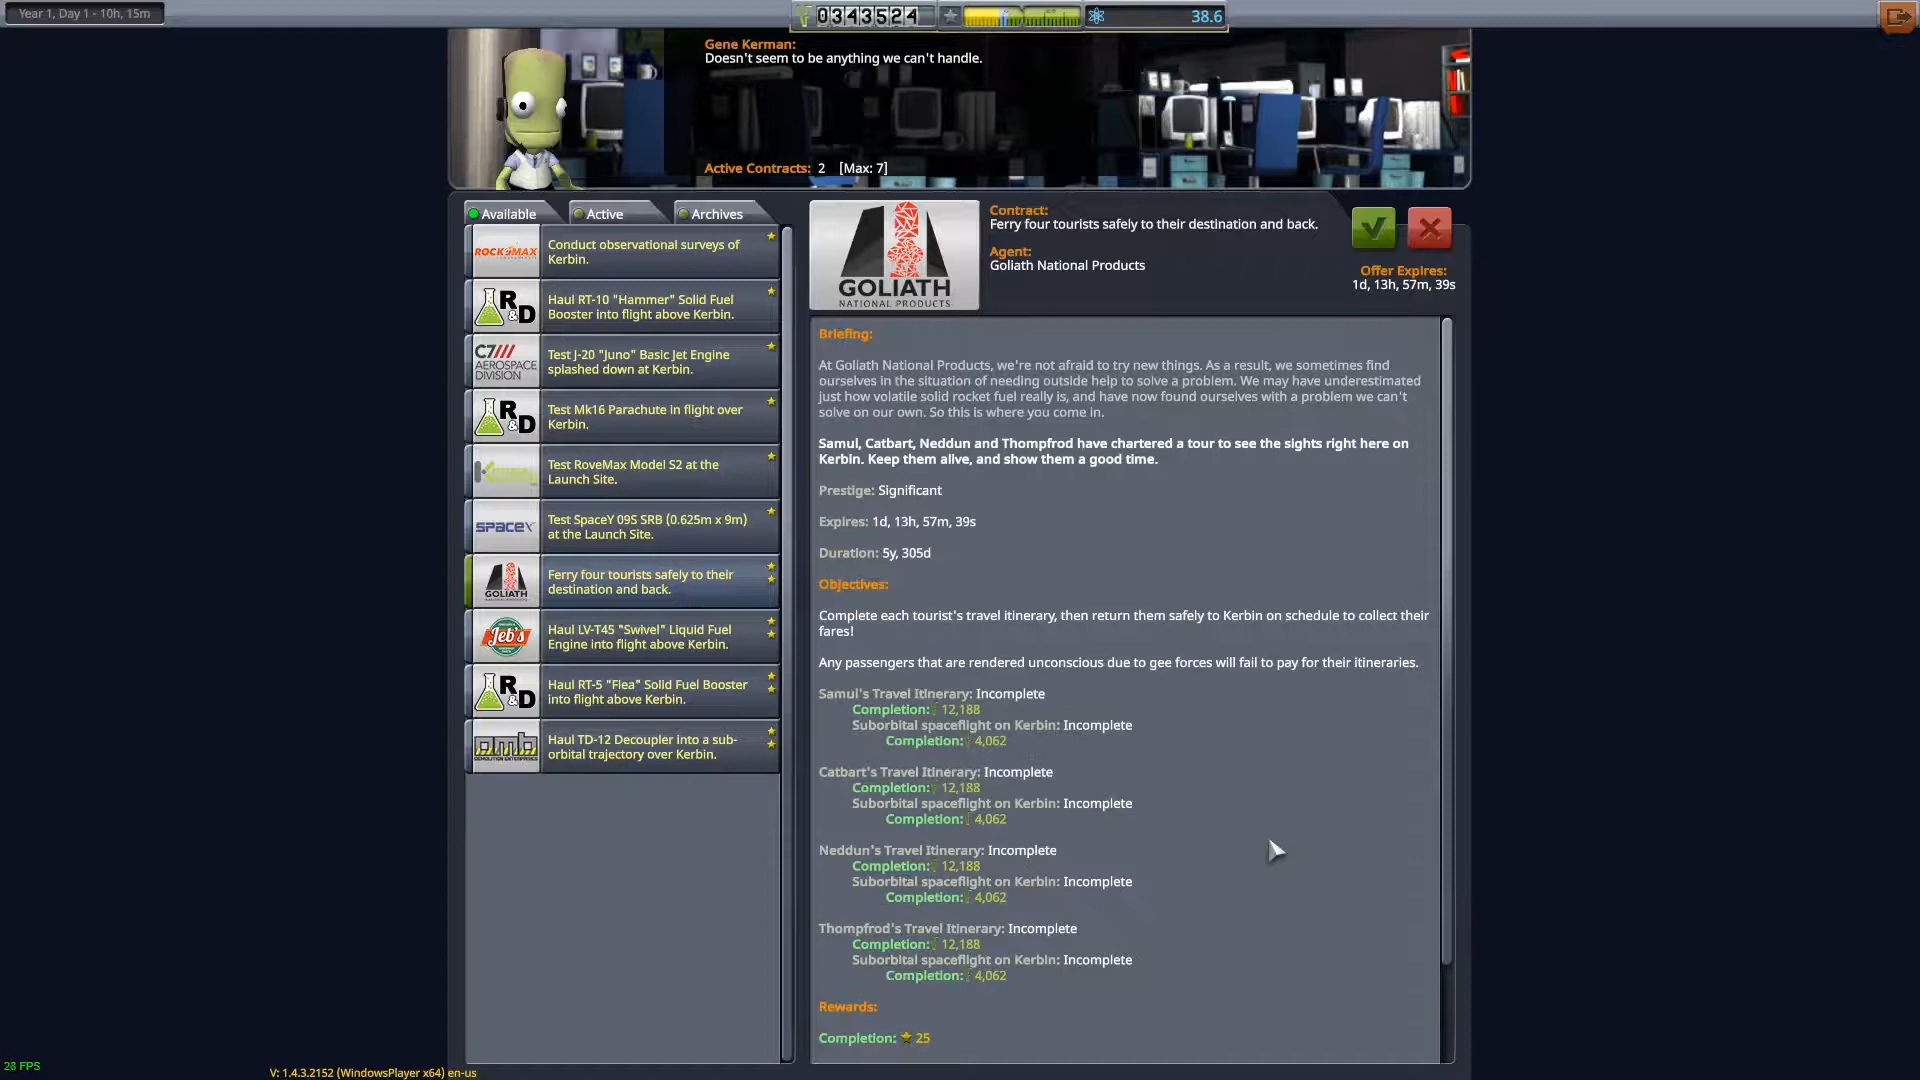 Year 1, Day 1 - 10h, 15m
0343524
38.6
Gene Kerman:
Doesn't seem to be anything we can't handle.
Active Contracts: 2 [Max: 7]
Available
Active
Archives
ROCKOMAX
Conduct observational surveys of
Kerbin.
R&D
Haul RT-10 "Hammer" Solid Fuel
Booster into flight above Kerbin.
C7///
AEROSPACE
DIVISION
Test J-20 "Juno" Basic Jet Engine
splashed down at Kerbin.
R&D
Test Mk16 Parachute in flight over
Kerbin.
Test RoveMax Model S2 at the
Launch Site.
SPACEY
Test SpaceY 09S SRB (0.625m x 9m)
at the Launch Site.
GOLIATH
Ferry four tourists safely to their
destination and back.
Jeb's
Haul LV-T45 "Swivel" Liquid Fuel
Engine into flight above Kerbin.
R&D
Haul RT-5 "Flea" Solid Fuel Booster
into flight above Kerbin.
Haul TD-12 Decoupler into a sub-
orbital trajectory over Kerbin.
GOLIATH
NATIONAL PRODUCTS
Contract:
Ferry four tourists safely to their destination and back.
Agent:
Goliath National Products
Offer Expires:
1d, 13h, 57m, 39s
Briefing:
At Goliath National Products, we're not afraid to try new things. As a result, we sometimes find
ourselves in the situation of needing outside help to solve a problem. We may have underestimated
just how volatile solid rocket fuel really is, and have now found ourselves with a problem we can't
solve on our own. So this is where you come in.
Samul, Catbart, Neddun and Thompfrod have chartered a tour to see the sights right here on
Kerbin. Keep them alive, and show them a good time.
Prestige: Significant
Expires: 1d, 13h, 57m, 39s
Duration: 5y, 305d
Objectives:
Complete each tourist's travel itinerary, then return them safely to Kerbin on schedule to collect their
fares!
Any passengers that are rendered unconscious due to gee forces will fail to pay for their itineraries.
Samul's Travel Itinerary: Incomplete
Completion: 12,188
Suborbital spaceflight on Kerbin: Incomplete
Completion: 4,062
Catbart's Travel Itinerary: Incomplete
Completion: 12,188
Suborbital spaceflight on Kerbin: Incomplete
Completion: 4,062
Neddun's Travel Itinerary: Incomplete
Completion: 12,188
Suborbital spaceflight on Kerbin: Incomplete
Completion: 4,062
Thompfrod's Travel Itinerary: Incomplete
Completion: 12,188
Suborbital spaceflight on Kerbin: Incomplete
Completion: 4,062
Rewards:
Completion: 25
28 FPS
V: 1.4.3.2152 (WindowsPlayer x64) en-us